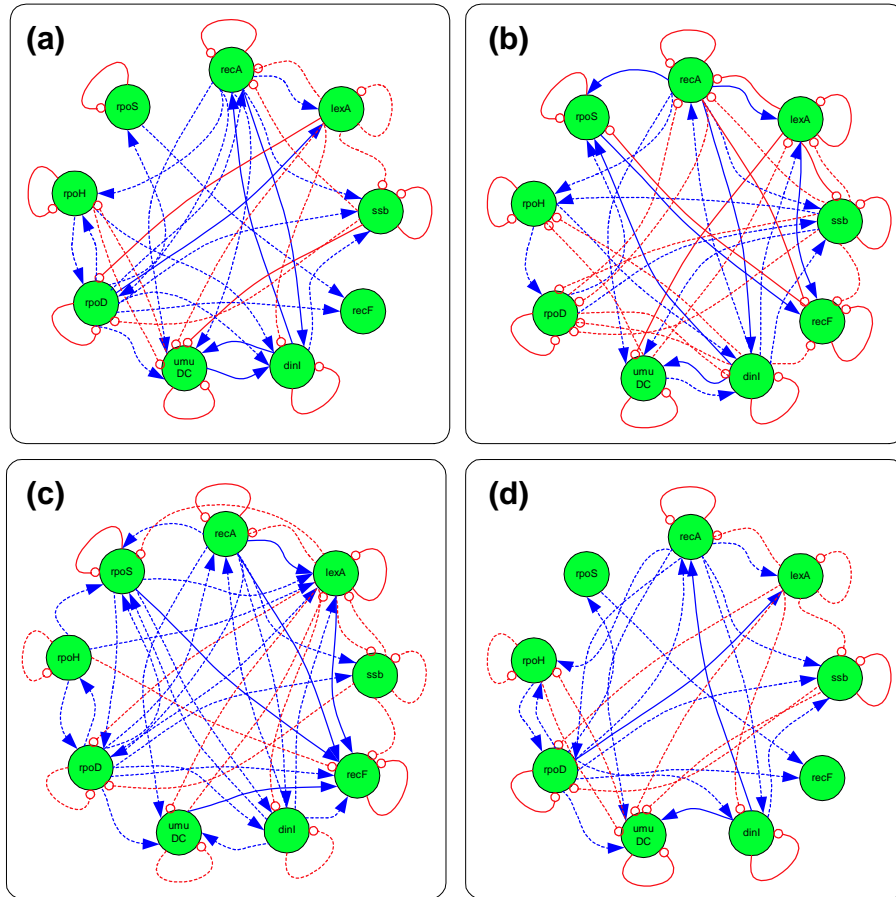 (a)
recA
rpoS
lexA
rpoH
ssb
rpoD
recF
umu
DC
dinI
(b)
recA
rpoS
lexA
rpoH
ssb
rpoD
recF
umu
DC
dinI
(c)
recA
rpoS
lexA
rpoH
ssb
rpoD
recF
umu
DC
dinI
(d)
recA
rpoS
lexA
rpoH
ssb
rpoD
recF
umu
DC
dinI